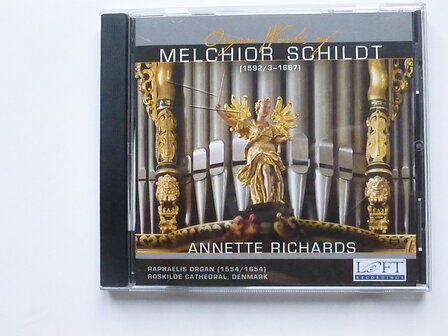 Organ Works of
MELCHIOR SCHILDT
(1592/3-1667)
ANNETTE RICHARDS
RAPHAELIS ORGAN (1554/1654)
ROSKILDE CATHEDRAL, DENMARK
LOFT
RECORDINGS